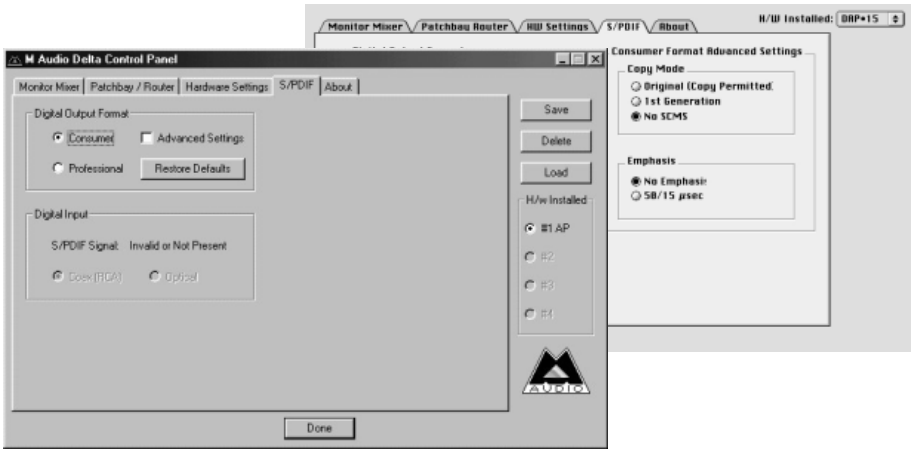 Monitor Mixer Patchbay Router HW Settings S/PDIF About
H/W Installed: DAP•15
Consumer Format Advanced Settings
Copy Mode
Original (Copy Permitted)
1st Generation
No SCMS
Emphasis
No Emphasis
50/15 µsec
M Audio Delta Control Panel
Monitor Mixer Patchbay / Router Hardware Settings S/PDIF About
Digital Output Format
Consumer Advanced Settings
Professional Restore Defaults
Digital Input
S/PDIF Signal: Invalid or Not Present
Coax (RCA) Optical
Save
Delete
Load
H/w Installed
#1 AP
#2
#3
#4
AUDIO
Done